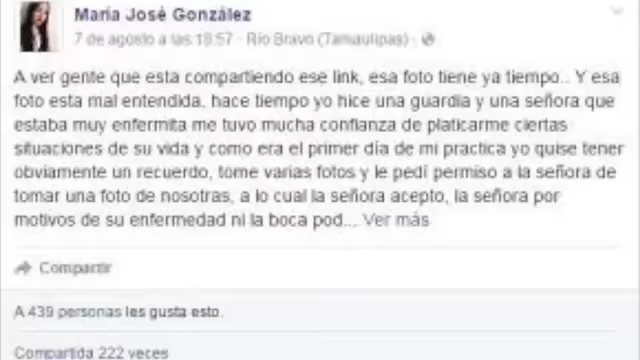 María José González
7 de agosto a las 18:57 · Río Bravo (Tamaulipas) ·
A ver gente que esta compartiendo ese link, esa foto tiene ya tiempo.. Y esa
foto esta mal entendida, hace tiempo yo hice una guardia y una señora que
estaba muy enfermita me tuvo mucha confianza de platicarme ciertas
situaciones de su vida y como era el primer día de mi practica yo quise tener
obviamente un recuerdo, tome varias fotos y le pedí permiso a la señora de
tomar una foto de nosotras, a lo cual la señora acepto, la señora por
motivos de su enfermedad ni la boca pod... Ver más
Compartir
A 439 personas les gusta esto.
Compartida 222 veces